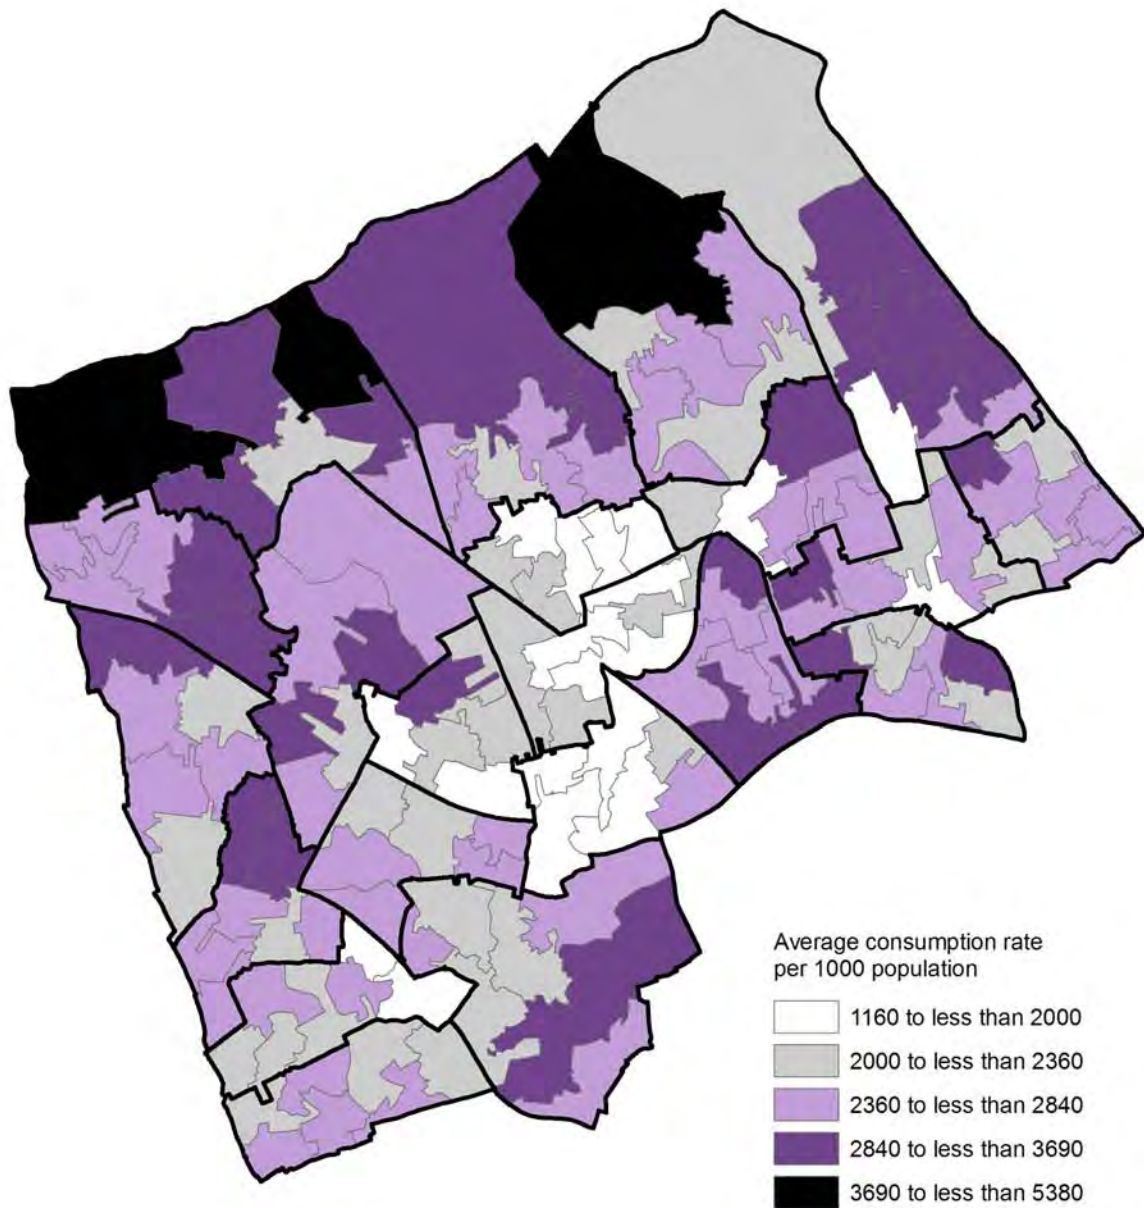 Average consumption rate
per 1000 population
1160 to less than 2000
2000 to less than 2360
2360 to less than 2840
2840 to less than 3690
3690 to less than 5380